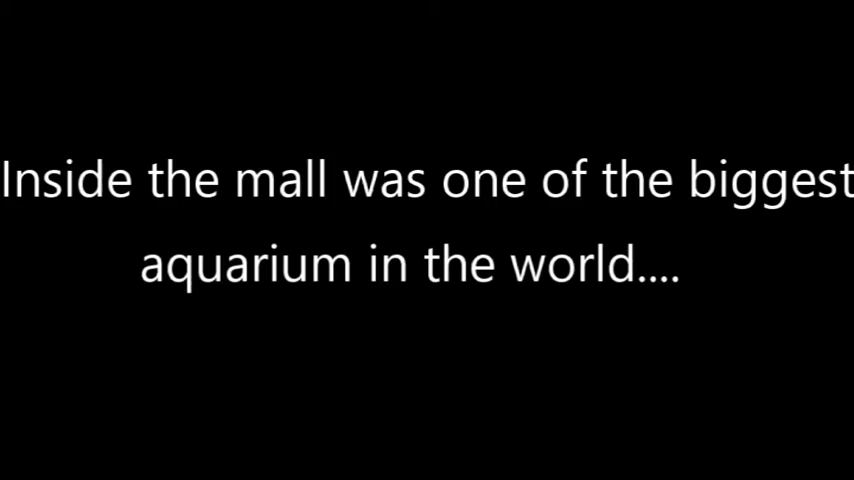 Inside the mall was one of the biggest
aquarium in the world....